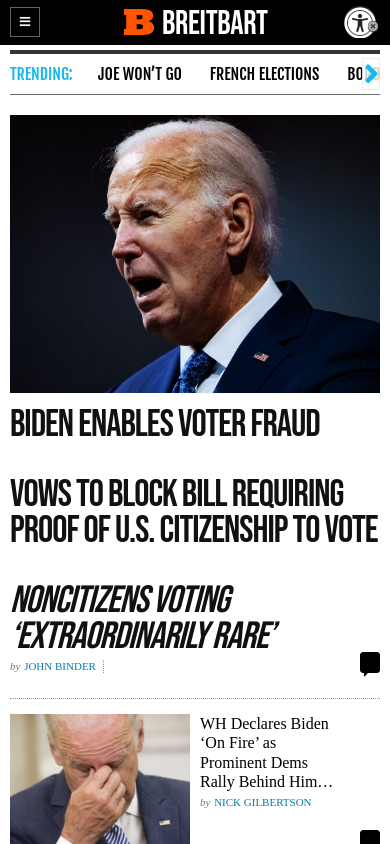 B BREITBART
TRENDING: JOE WON'T GO FRENCH ELECTIONS BO
BIDEN ENABLES VOTER FRAUD
VOWS TO BLOCK BILL REQUIRING
PROOF OF U.S. CITIZENSHIP TO VOTE
NONCITIZENS VOTING
‘EXTRAORDINARILY RARE’
by JOHN BINDER
WH Declares Biden
‘On Fire’ as
Prominent Dems
Rally Behind Him…
by NICK GILBERTSON